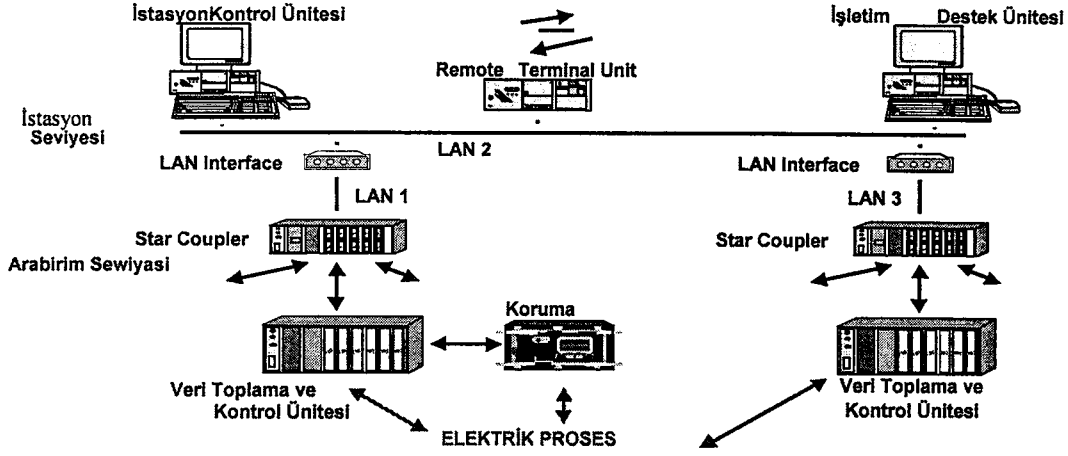 İstasyonKontrol Ünitesi
İşletim Destek Ünitesi
Remote Terminal Unit
İstasyon
Seviyesi
LAN 2
LAN Interface
LAN Interface
LAN 1
LAN 3
Star Coupler
Star Coupler
Arabirim Sewiyasi
Koruma
Veri Toplama ve
Kontrol Ünitesi
Veri Toplama ve
Kontrol Ünitesi
ELEKTRİK PROSES